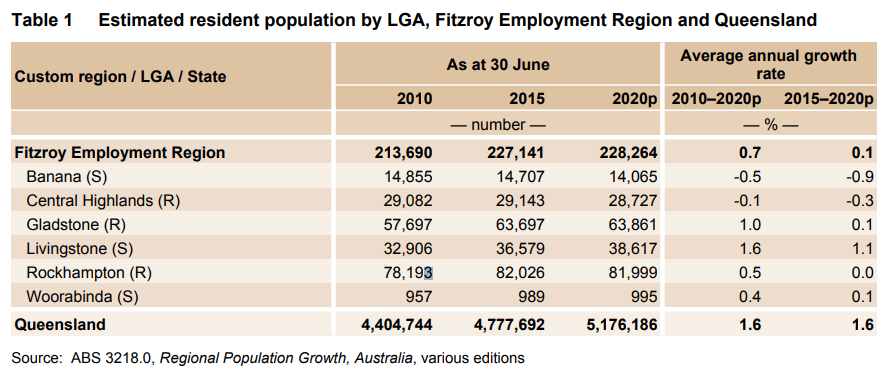 Table 1 Estimated resident population by LGA, Fitzroy Employment Region and Queensland
Custom region / LGA / State As at 30 June Average annual growth rate
2010 2015 2020p 2010–2020p 2015–2020p
— number — — % —
Fitzroy Employment Region 213,690 227,141 228,264 0.7 0.1
Banana (S) 14,855 14,707 14,065 -0.5 -0.9
Central Highlands (R) 29,082 29,143 28,727 -0.1 -0.3
Gladstone (R) 57,697 63,697 63,861 1.0 0.1
Livingstone (S) 32,906 36,579 38,617 1.6 1.1
Rockhampton (R) 78,193 82,026 81,999 0.5 0.0
Woorabinda (S) 957 989 995 0.4 0.1
Queensland 4,404,744 4,777,692 5,176,186 1.6 1.6
Source: ABS 3218.0, Regional Population Growth, Australia, various editions